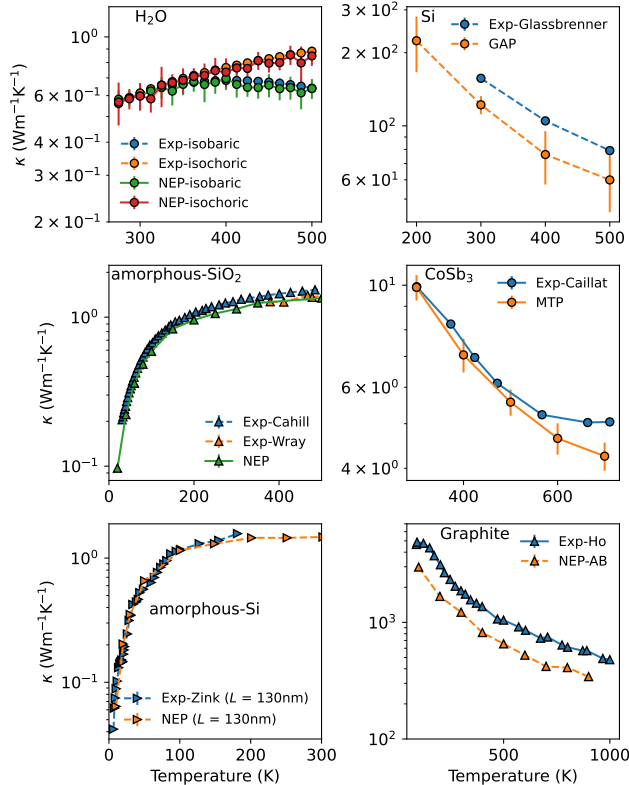 H₂O
κ (Wm⁻¹K⁻¹)
10⁰
6 × 10⁻¹
4 × 10⁻¹
3 × 10⁻¹
2 × 10⁻¹
Exp-isobaric
Exp-isochoric
NEP-isobaric
NEP-isochoric
300 400 500
Si
3 × 10²
10²
6 × 10¹
Exp-Glassbrenner
GAP
200 300 400 500
amorphous-SiO₂
κ (Wm⁻¹K⁻¹)
10⁰
10⁻¹
Exp-Cahill
Exp-Wray
NEP
0 200 400
CoSb₃
10¹
6 × 10⁰
4 × 10⁰
Exp-Caillat
MTP
400 600
amorphous-Si
κ (Wm⁻¹K⁻¹)
10⁰
10⁻¹
Exp-Zink (L = 130nm)
NEP (L = 130nm)
0 100 200 300
Temperature (K)
Graphite
10³
10²
Exp-Ho
NEP-AB
500 1000
Temperature (K)